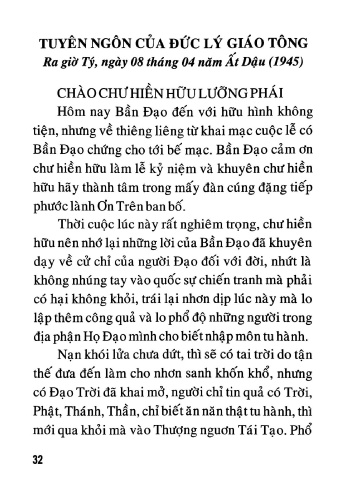 TUYÊN NGÔN CỦA ĐỨC LÝ GIÁO TÔNG
Ra giờ Tý, ngày 08 tháng 04 năm Ất Dậu (1945)
CHÀO CHƯ HIỀN HỮU LƯỠNG PHÁI
Hôm nay Bần Đạo đến với hữu hình không
tiện, nhưng về thiêng liêng từ khai mạc cuộc lễ có
Bần Đạo chứng cho tới bế mạc. Bần Đạo cảm ơn
chư hiền hữu làm lễ kỷ niệm và khuyên chư hiền
hữu hãy thành tâm trong mấy đàn cúng đặng tiếp
phước lành Ơn Trên ban bố.
Thời cuộc lúc này rất nghiêm trọng, chư hiền
hữu nên nhớ lại những lời của Bần Đạo đã khuyên
dạy về cử chỉ của người Đạo đối với đời, nhứt là
không nhúng tay vào quốc sự chiến tranh mà phải
có hại không khỏi, trái lại nhơn dịp lúc này mà lo
lập thêm công quả và lo phổ độ những người trong
địa phận Họ Đạo mình cho biết nhập môn tu hành.
Nạn khói lửa chưa dứt, thì sẽ có tai trời do tận
thế đưa đến làm cho nhơn sanh khốn khổ, nhưng
có Đạo Trời đã khai mở, người chỉ tin quả có Trời,
Phật, Thánh, Thần, chỉ biết ăn năn thật tu hành, thì
mới qua khỏi mà vào Thượng nguơn Tái Tạo. Phổ
32